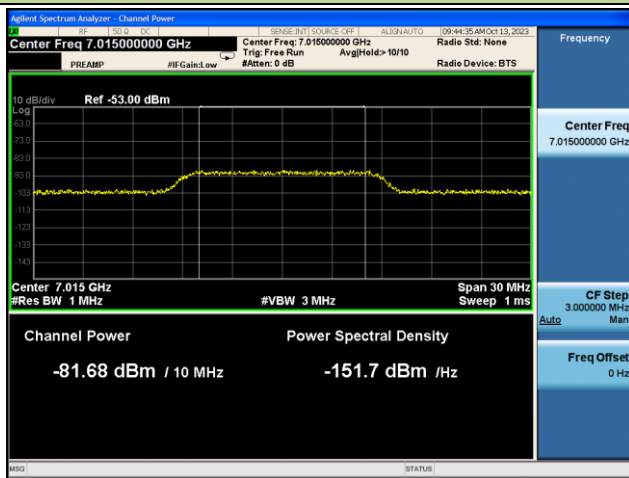 Agilent Spectrum Analyzer - Channel Power
RF 50 Ω DC SENSE:INT SOURCE OFF ALIGN AUTO 09:44:35 AM Oct 13, 2023
Center Freq 7.015000000 GHz
Center Freq: 7.015000000 GHz Radio Std: None
Trig: Free Run Avg|Hold:>10/10
PREAMP #IFGain:Low #Atten: 0 dB Radio Device: BTS
10 dB/div Ref -53.00 dBm
Log
-63.0
-73.0
-83.0
-93.0
-103
-113
-123
-133
-143
Center 7.015 GHz Span 30 MHz
#Res BW 1 MHz #VBW 3 MHz Sweep 1 ms
Channel Power Power Spectral Density
-81.68 dBm / 10 MHz -151.7 dBm /Hz
MSG STATUS
Frequency
Center Freq
7.015000000 GHz
CF Step
3.000000 MHz
Auto Man
Freq Offset
0 Hz